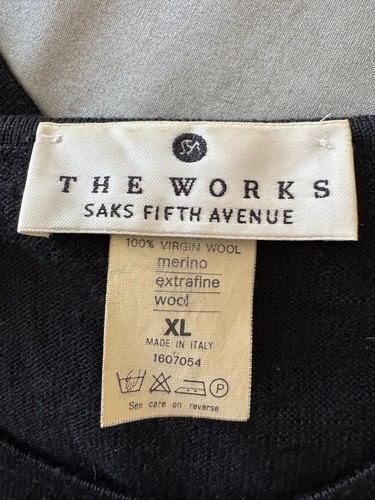 SFA
THE WORKS
SAKS FIFTH AVENUE
100% VIRGIN WOOL
merino
extrafine
wool
XL
MADE IN ITALY
1607054
P
See care on reverse